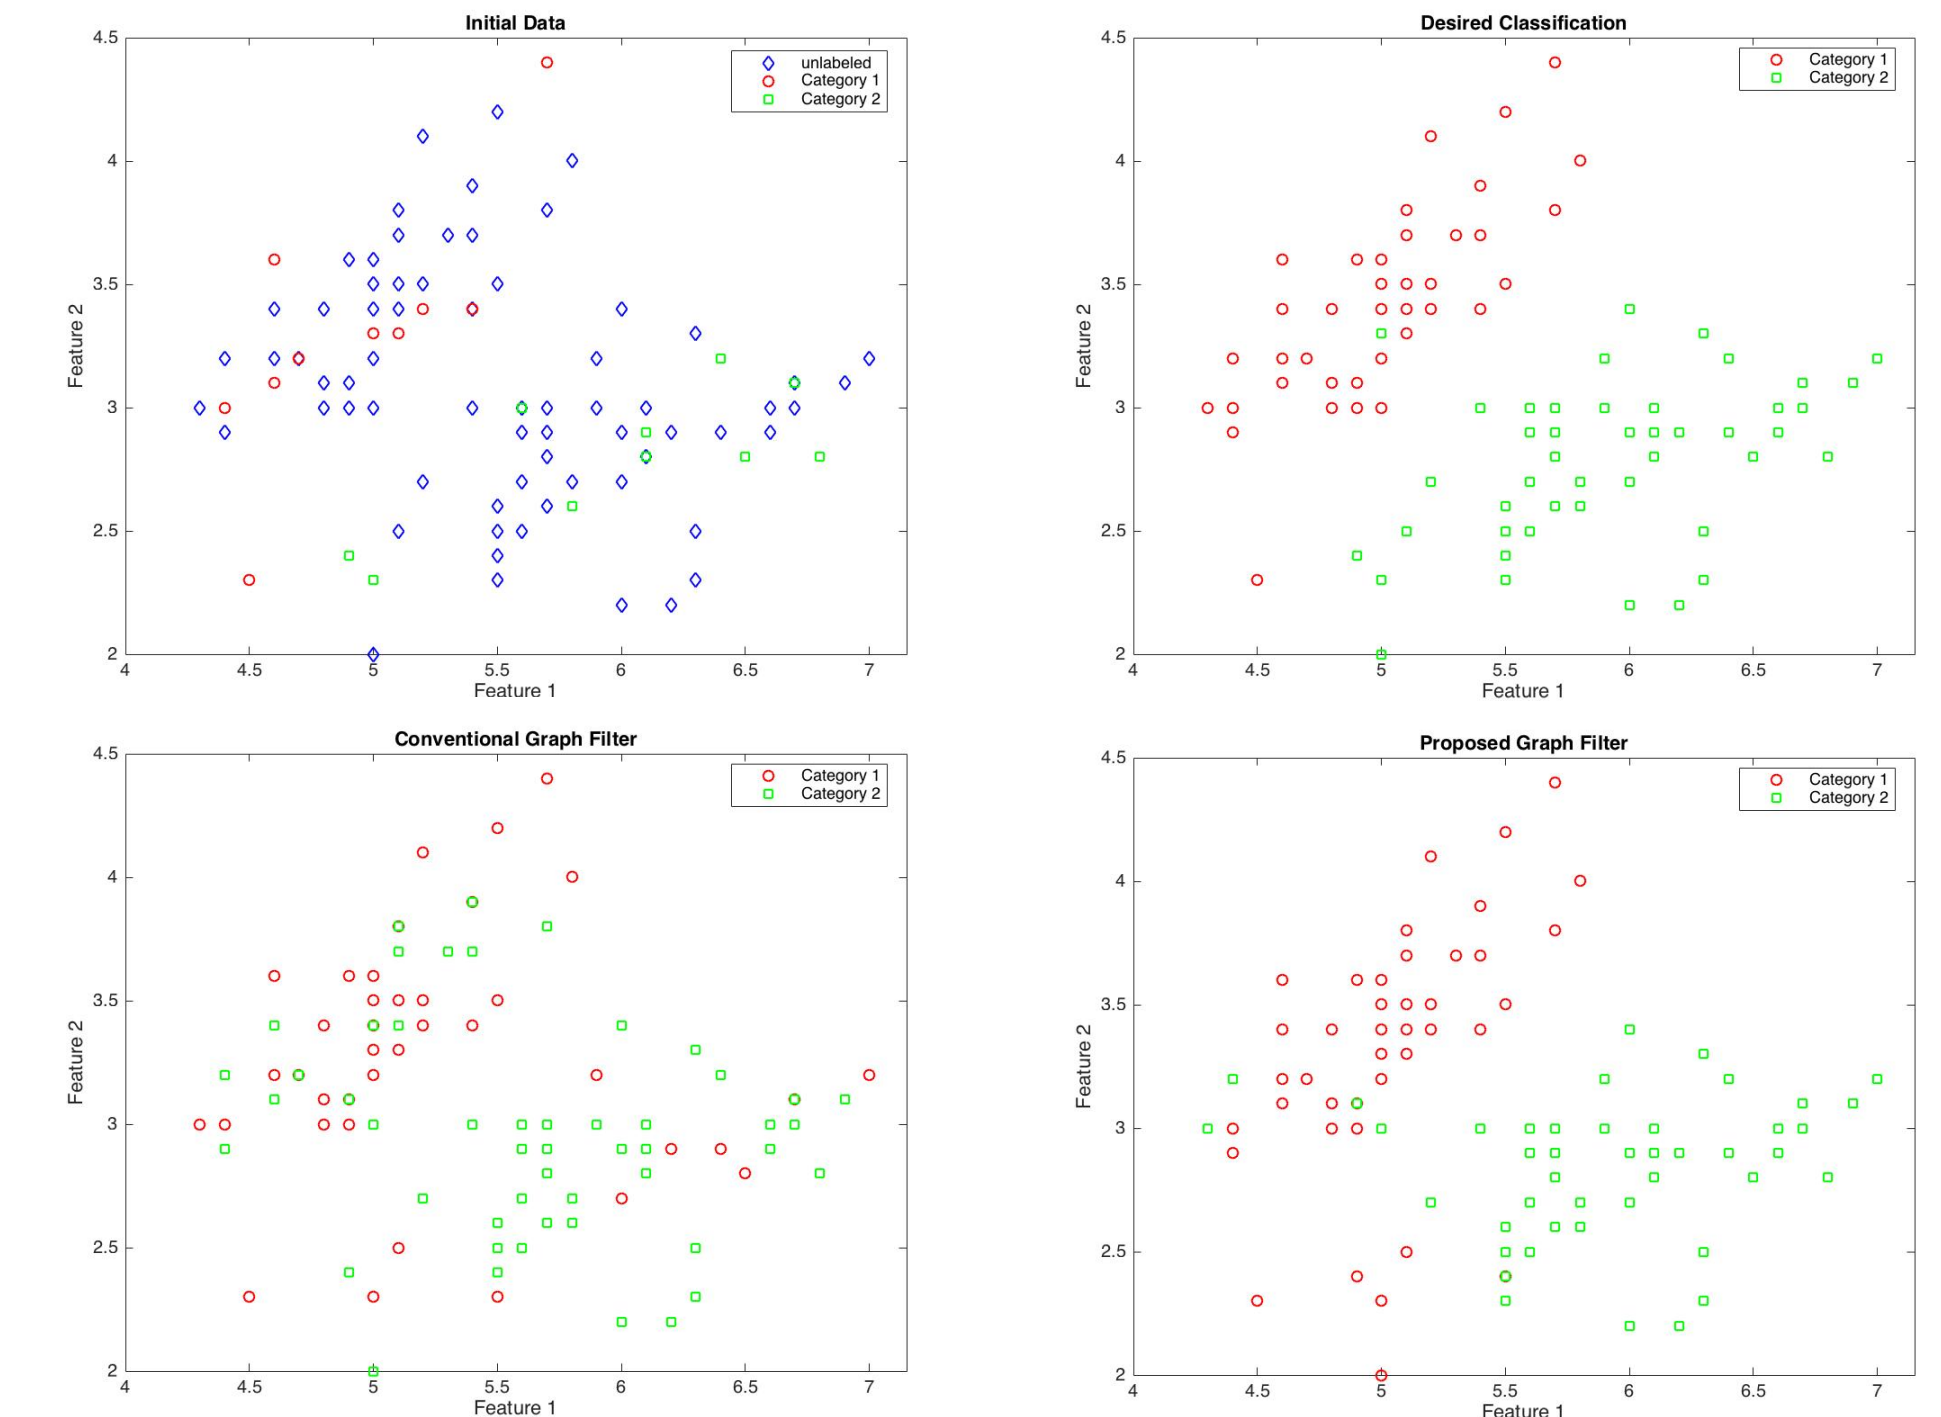 Initial Data
4.5
4
3.5
3
2.5
2
Feature 2
unlabeled
Category 1
Category 2
4 4.5 5 5.5 6 6.5 7
Feature 1
Desired Classification
4.5
4
3.5
3
2.5
2
Feature 2
Category 1
Category 2
4 4.5 5 5.5 6 6.5 7
Feature 1
Conventional Graph Filter
4.5
4
3.5
3
2.5
2
Feature 2
Category 1
Category 2
4 4.5 5 5.5 6 6.5 7
Feature 1
Proposed Graph Filter
4.5
4
3.5
3
2.5
2
Feature 2
Category 1
Category 2
4 4.5 5 5.5 6 6.5 7
Feature 1